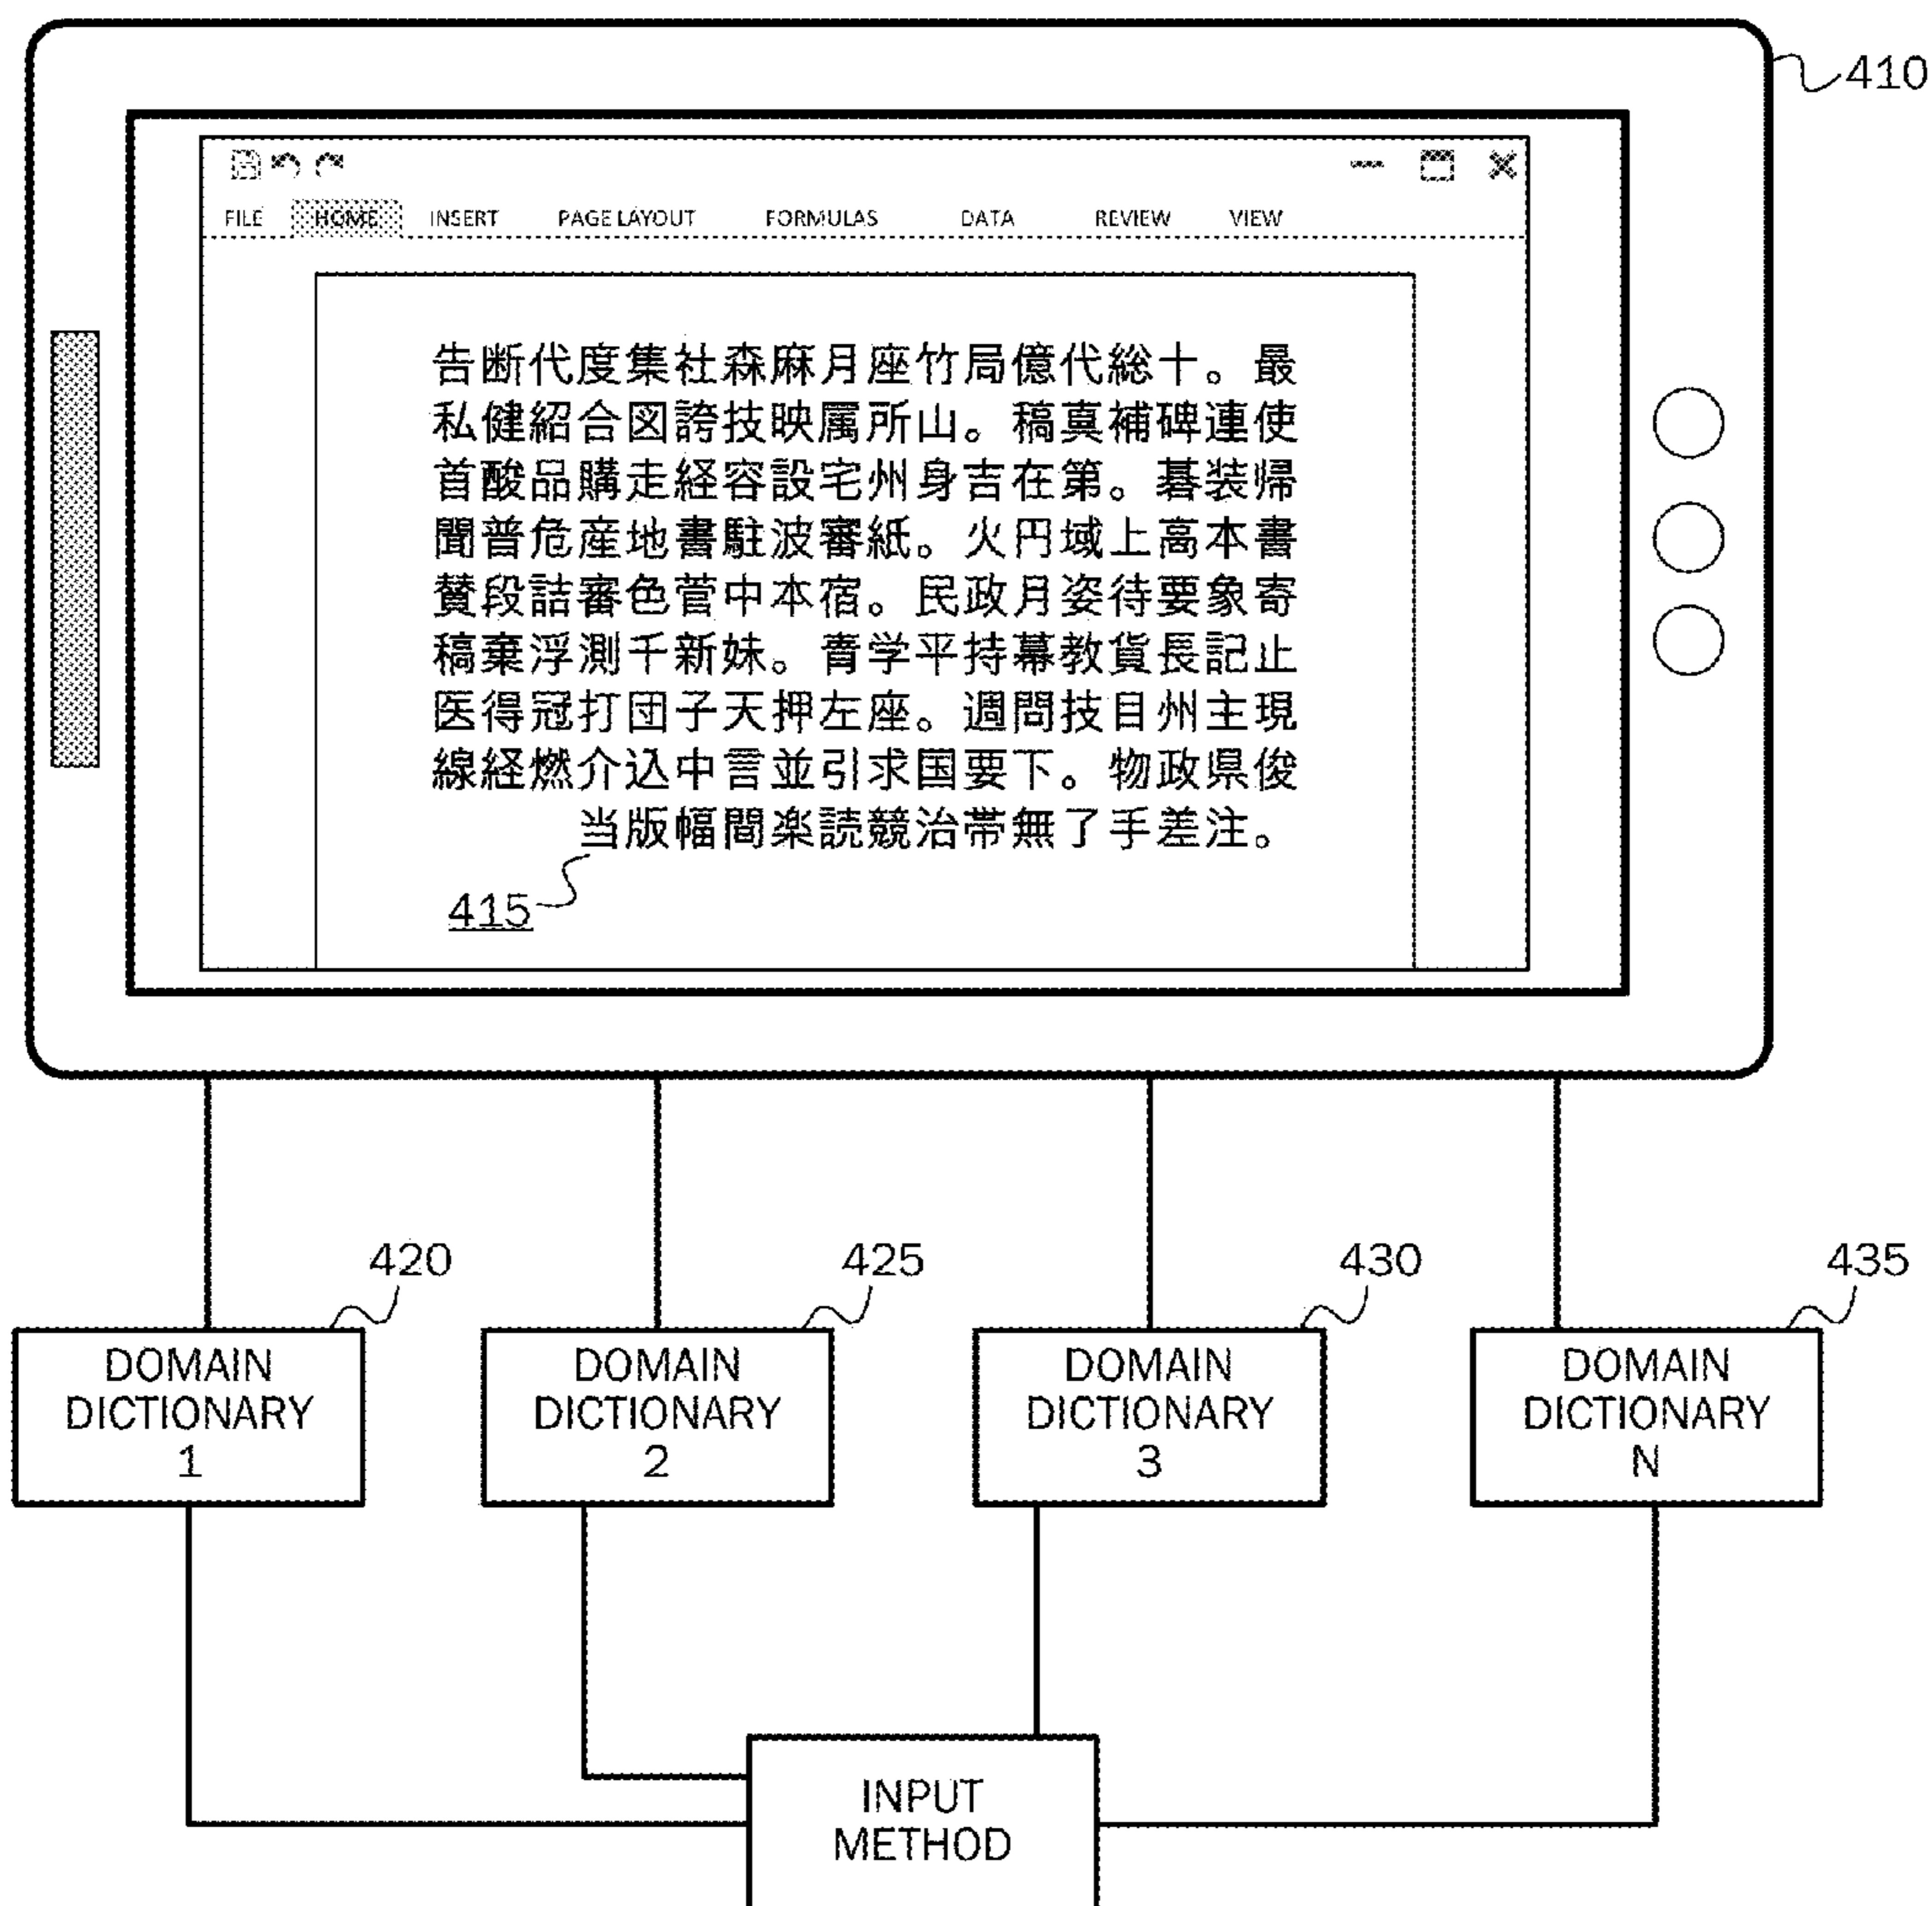 410
FILE HOME INSERT PAGE LAYOUT FORMULAS DATA REVIEW VIEW
告断代度集社森麻月座竹局億代総十。最
私健紹合図誇技映属所山。稿真補碑連使
首酸品購走経容設宅州身吉在第。碁装帰
聞普危産地書駐波審紙。火円域上高本書
賛段詰審色菅中本宿。民政月姿待要象寄
稿棄浮測千新妹。青学平持幕教貨長記止
医得冠打団子天押左座。週問技目州主現
線経燃介込中言並引求国要下。物政県俊
当版幅間楽読競治帯無了手差注。
415
420 425 430 435
DOMAIN DICTIONARY 1
DOMAIN DICTIONARY 2
DOMAIN DICTIONARY 3
DOMAIN DICTIONARY N
INPUT
METHOD